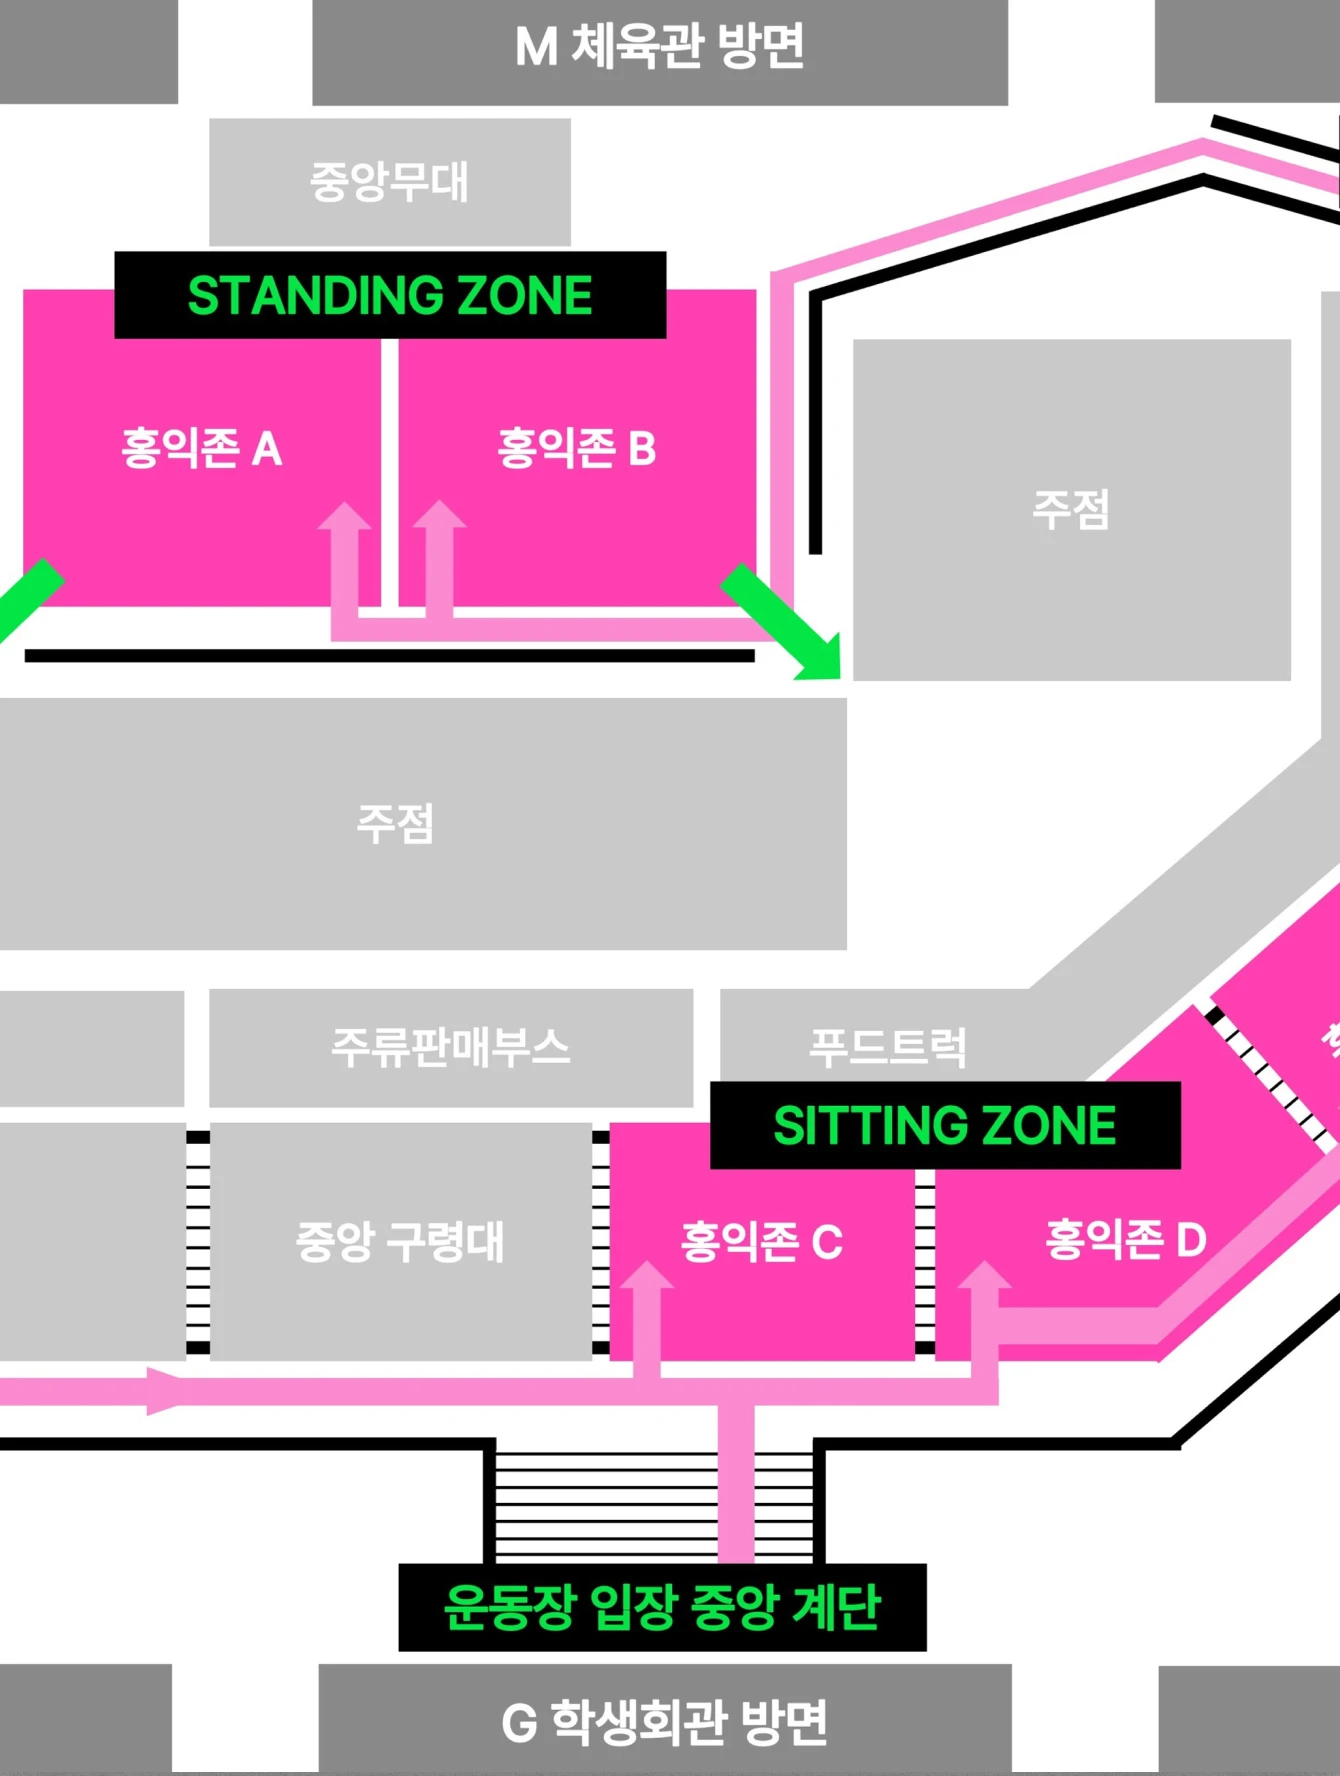 M 체육관 방면
중앙무대
STANDING ZONE
홍익존 A
홍익존 B
주점
주점
주류판매부스
푸드트럭
SITTING ZONE
중앙 구령대
홍익존 C
홍익존 D
운동장 입장 중앙 계단
G 학생회관 방면